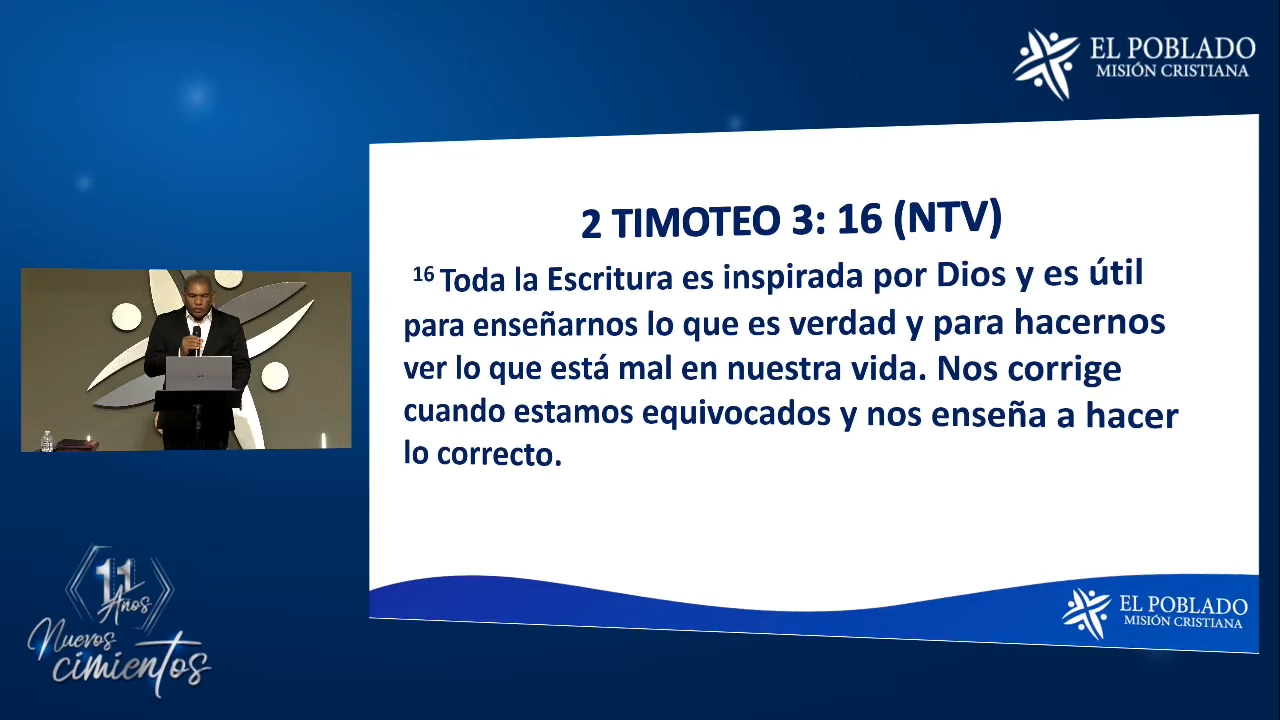 EL POBLADO
MISIÓN CRISTIANA
2 TIMOTEO 3: 16 (NTV)
16 Toda la Escritura es inspirada por Dios y es útil
para enseñarnos lo que es verdad y para hacernos
ver lo que está mal en nuestra vida. Nos corrige
cuando estamos equivocados y nos enseña a hacer
lo correcto.
11
Años
Nuevos
cimientos
EL POBLADO
MISIÓN CRISTIANA